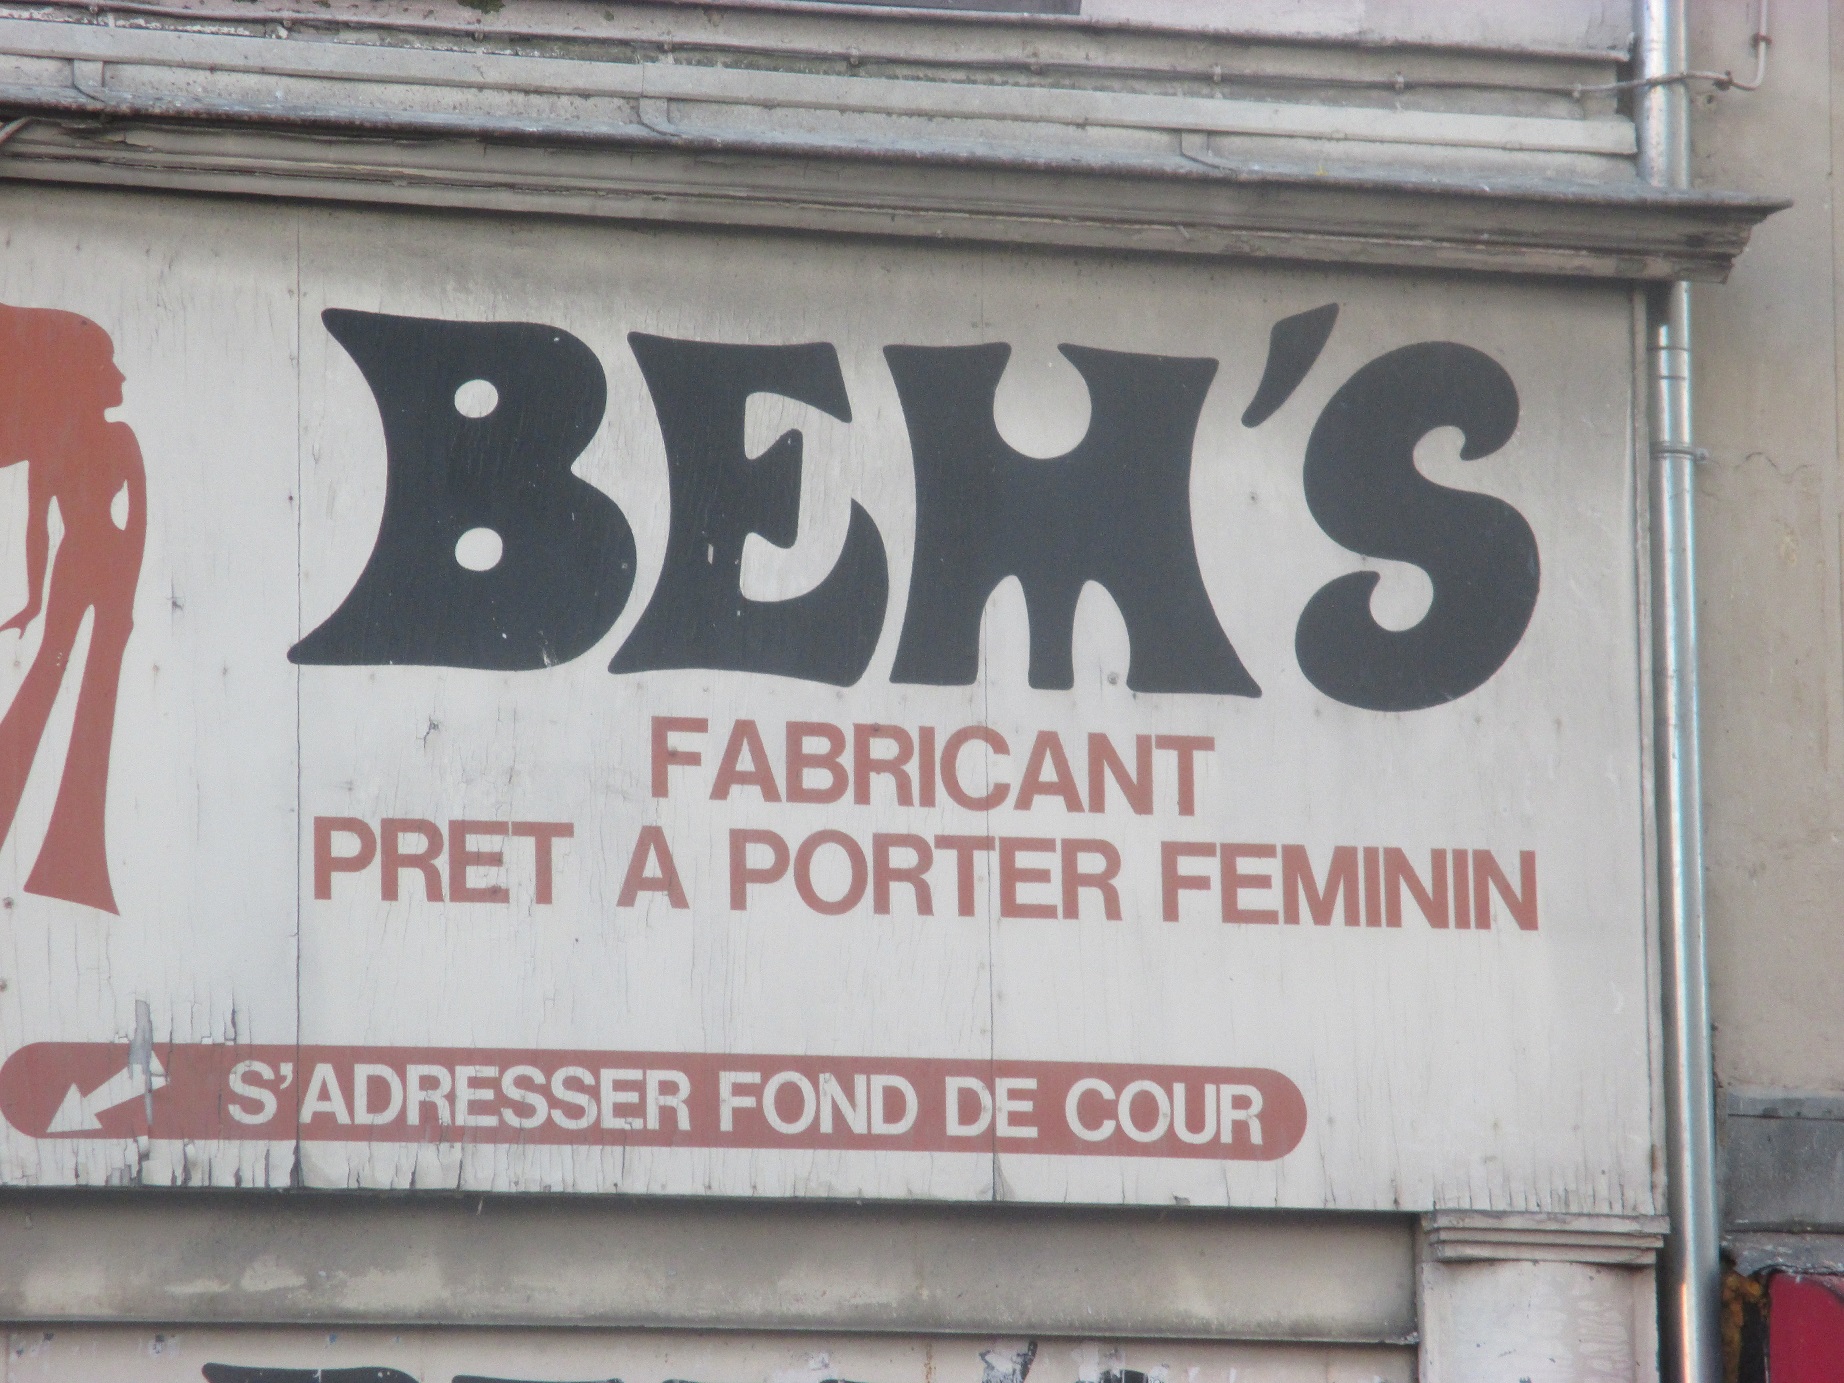 BEM'S
FABRICANT
PRET A PORTER FEMININ
S'ADRESSER FOND DE COUR